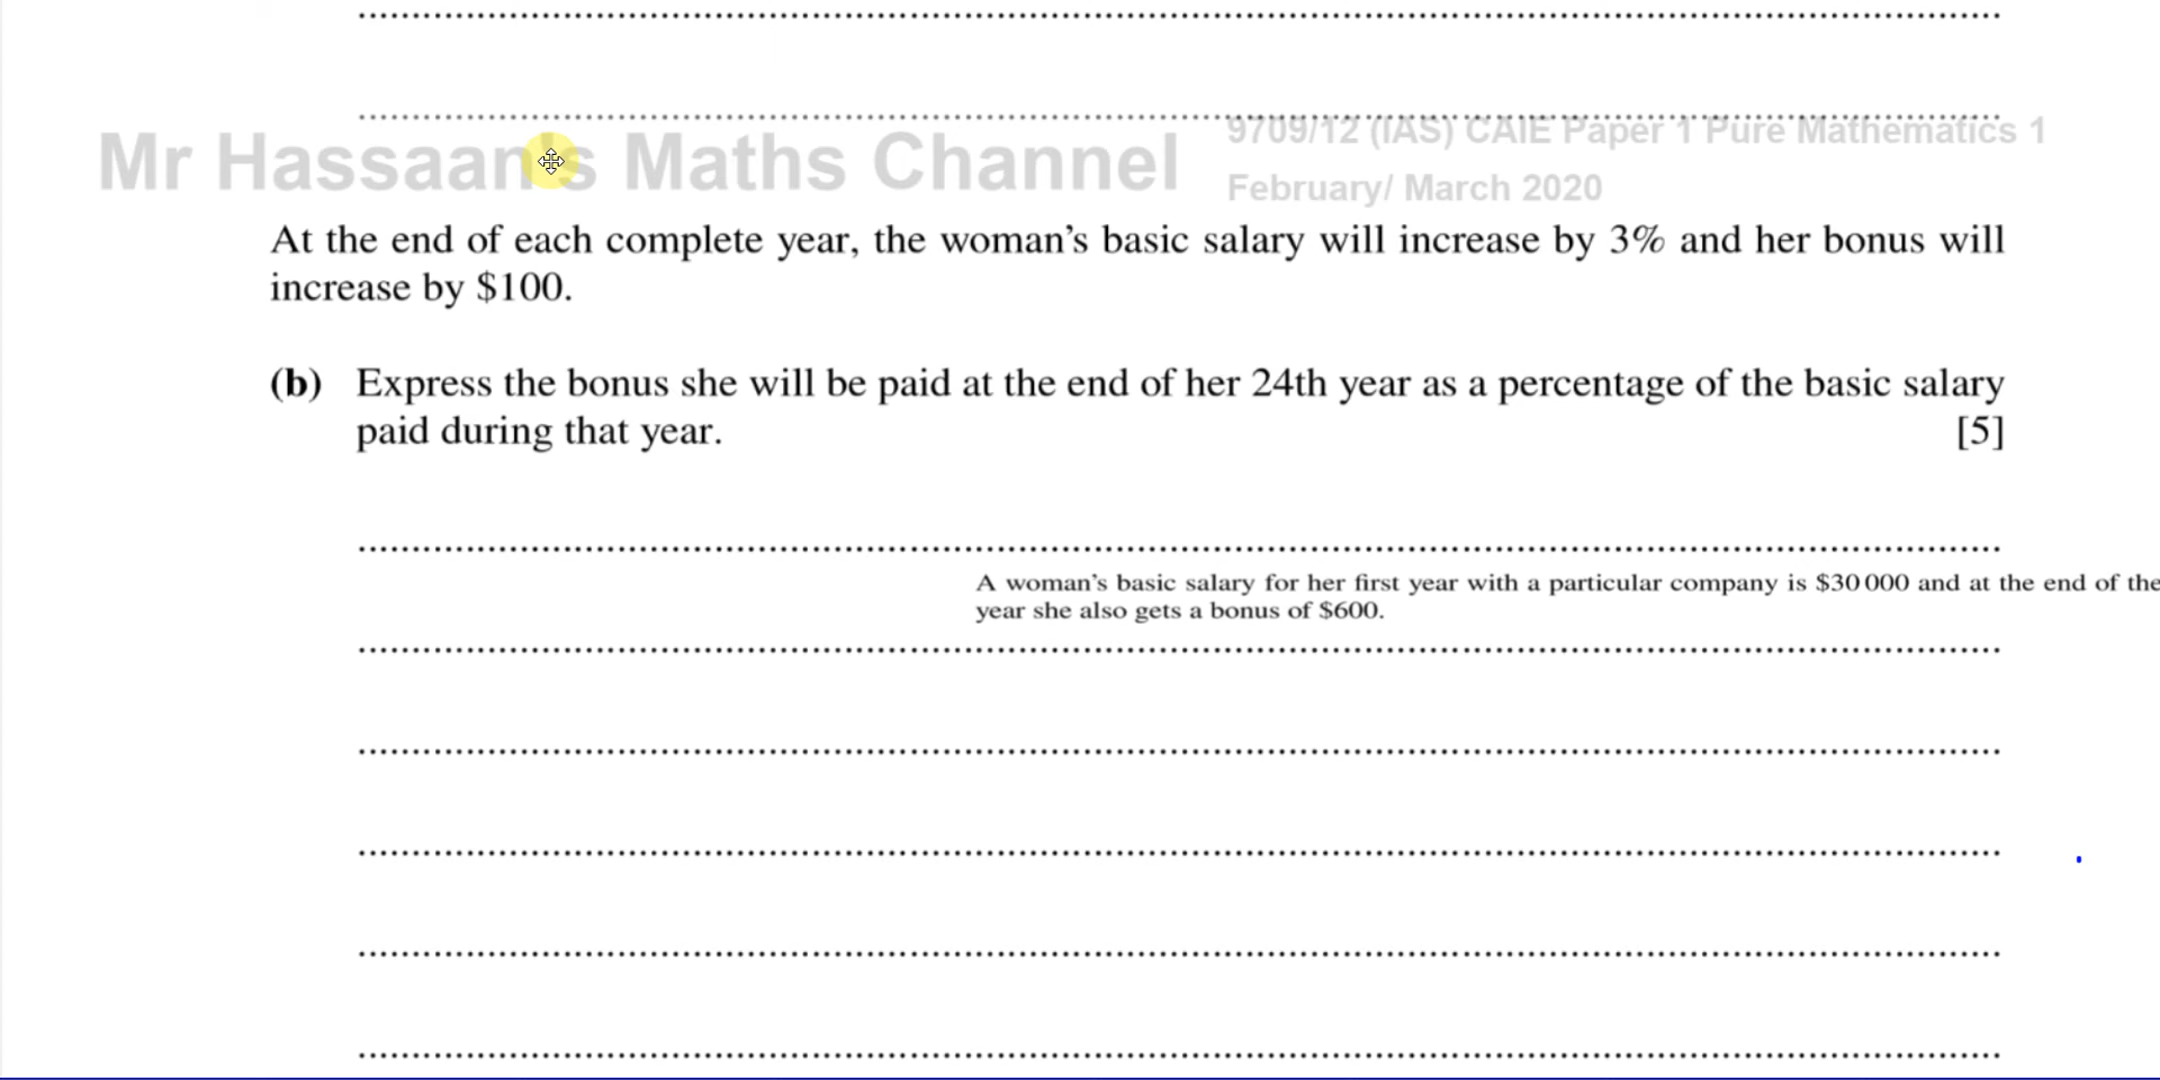 Mr Hassaan's Maths Channel
9709/12 (IAS) CAIE Paper 1 Pure Mathematics 1
February/ March 2020
At the end of each complete year, the woman's basic salary will increase by 3% and her bonus will
increase by $100.
(b) Express the bonus she will be paid at the end of her 24th year as a percentage of the basic salary
paid during that year. [5]
A woman's basic salary for her first year with a particular company is $30 000 and at the end of the
year she also gets a bonus of $600.